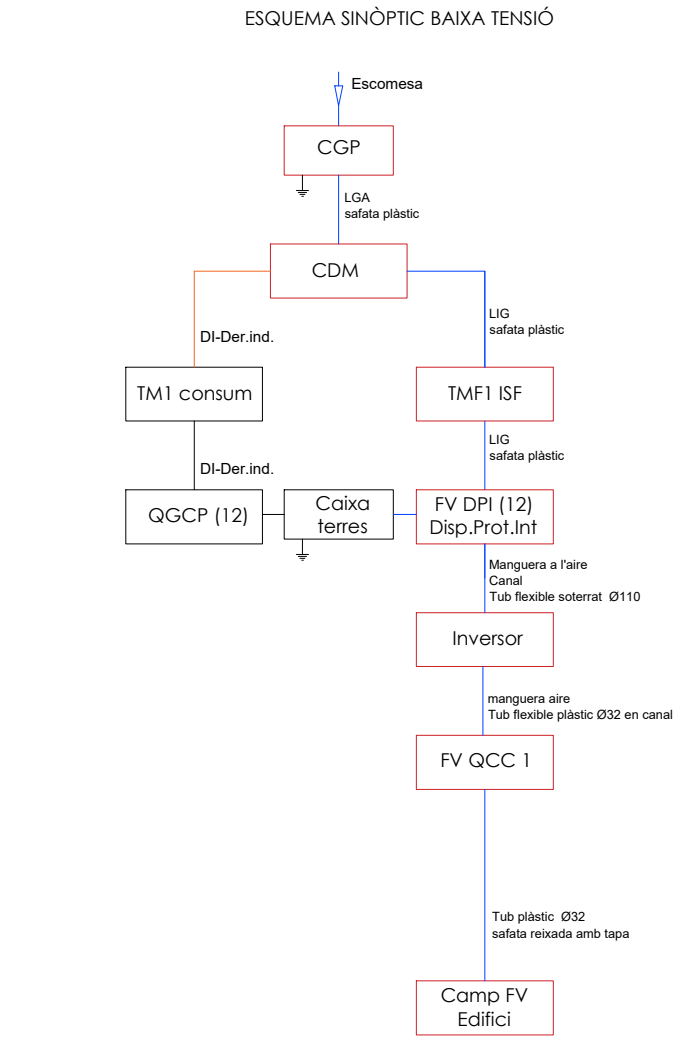 ESQUEMA SINÒPTIC BAIXA TENSIÓ
Escomesa
CGP
LGA
safata plàstic
CDM
LIG
safata plàstic
DI-Der.ind.
TM1 consum
TMF1 ISF
LIG
safata plàstic
DI-Der.ind.
QGCP (12)
Caixa
terres
FV DPI (12)
Disp.Prot.Int
Manguera a l'aire
Canal
Tub flexible soterrat Ø110
Inversor
manguera aire
Tub flexible plàstic Ø32 en canal
FV QCC 1
Tub plàstic Ø32
safata reixada amb tapa
Camp FV
Edifici